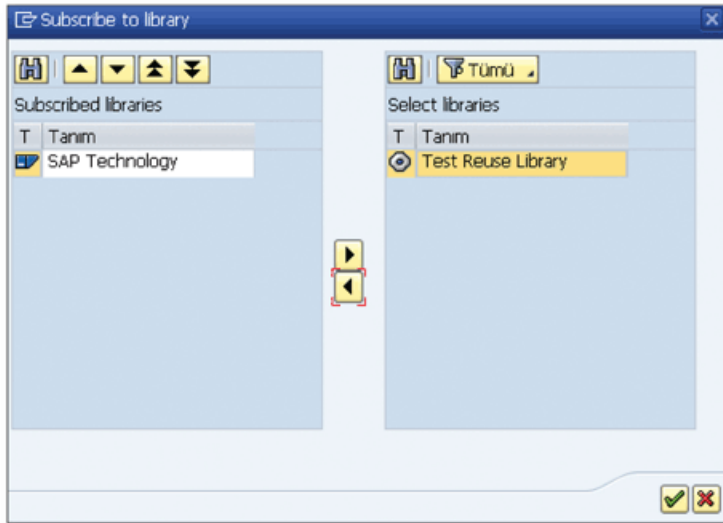 Subscribe to library
Tümü
Subscribed libraries
Select libraries
T Tanım
T Tanım
SAP Technology
Test Reuse Library